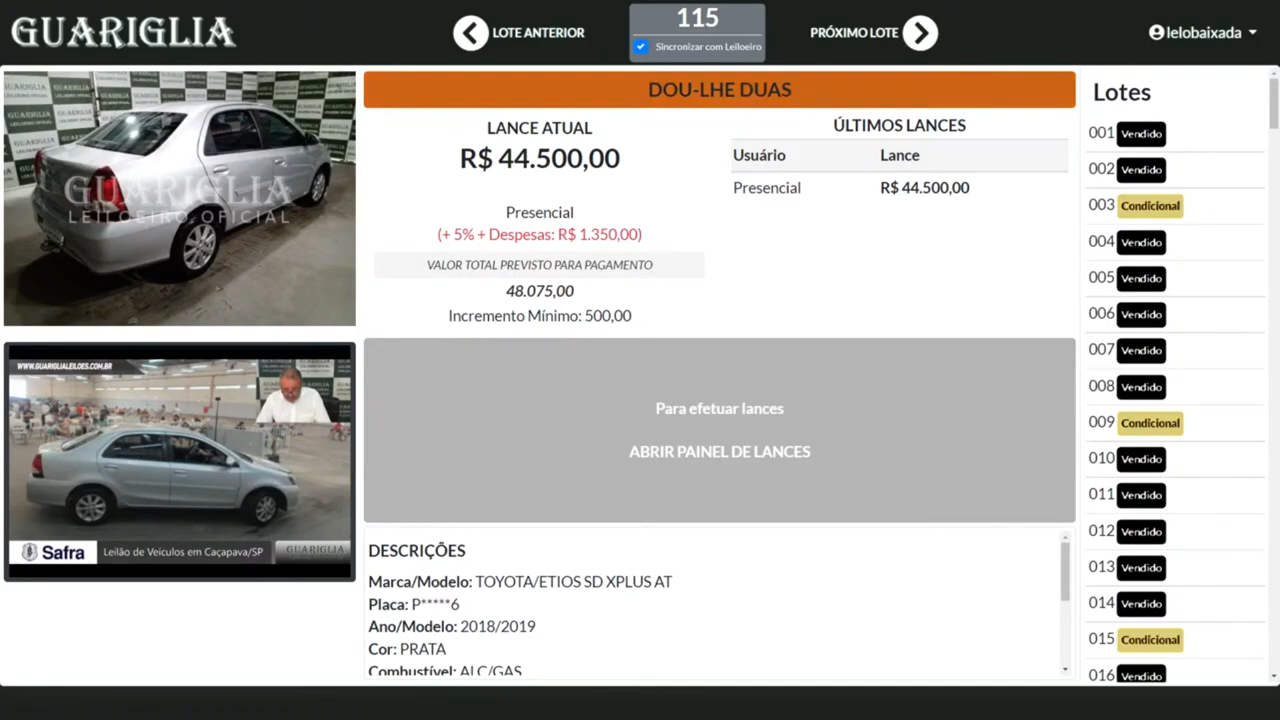 GUARIGLIA
LOTE ANTERIOR
115
Sincronizar com Leiloeiro
PRÓXIMO LOTE
lelobaixada
GUARIGLIA
LEILOEIRO OFICIAL
DOU-LHE DUAS
LANCE ATUAL
R$ 44.500,00
Presencial
(+ 5% + Despesas: R$ 1.350,00)
VALOR TOTAL PREVISTO PARA PAGAMENTO
48.075,00
Incremento Mínimo: 500,00
ÚLTIMOS LANCES
Usuário Lance
Presencial R$ 44.500,00
WWW.GUARIGLIALEILOES.COM.BR
Safra
Leilão de Veículos em Caçapava/SP
GUARIGLIA
Para efetuar lances
ABRIR PAINEL DE LANCES
DESCRIÇÕES
Marca/Modelo: TOYOTA/ETIOS SD XPLUS AT
Placa: P*****6
Ano/Modelo: 2018/2019
Cor: PRATA
Combustível: ALC/GAS
Lotes
001 Vendido
002 Vendido
003 Condicional
004 Vendido
005 Vendido
006 Vendido
007 Vendido
008 Vendido
009 Condicional
010 Vendido
011 Vendido
012 Vendido
013 Vendido
014 Vendido
015 Condicional
016 Vendido